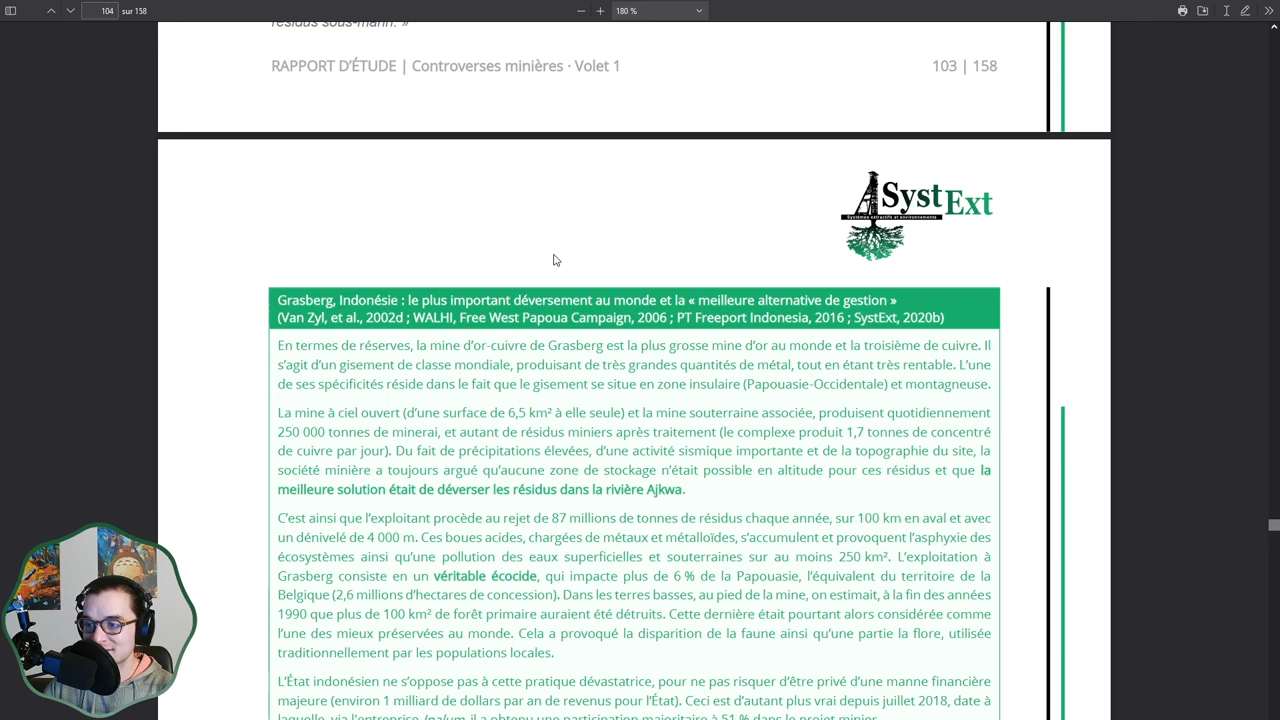 104 sur 158
180 %
résidus sous-marin. »
RAPPORT D'ÉTUDE | Controverses minières · Volet 1
103 | 158
SystExt
Systèmes extractifs et environnements
Grasberg, Indonésie : le plus important déversement au monde et la « meilleure alternative de gestion »
(Van Zyl, et al., 2002d ; WALHI, Free West Papoua Campaign, 2006 ; PT Freeport Indonesia, 2016 ; SystExt, 2020b)
En termes de réserves, la mine d'or-cuivre de Grasberg est la plus grosse mine d'or au monde et la troisième de cuivre. Il
s'agit d'un gisement de classe mondiale, produisant de très grandes quantités de métal, tout en étant très rentable. L'une
de ses spécificités réside dans le fait que le gisement se situe en zone insulaire (Papouasie-Occidentale) et montagneuse.
La mine à ciel ouvert (d'une surface de 6,5 km² à elle seule) et la mine souterraine associée, produisent quotidiennement
250 000 tonnes de minerai, et autant de résidus miniers après traitement (le complexe produit 1,7 tonnes de concentré
de cuivre par jour). Du fait de précipitations élevées, d'une activité sismique importante et de la topographie du site, la
société minière a toujours argué qu'aucune zone de stockage n'était possible en altitude pour ces résidus et que la
meilleure solution était de déverser les résidus dans la rivière Ajkwa.
C'est ainsi que l'exploitant procède au rejet de 87 millions de tonnes de résidus chaque année, sur 100 km en aval et avec
un dénivelé de 4 000 m. Ces boues acides, chargées de métaux et métalloïdes, s'accumulent et provoquent l'asphyxie des
écosystèmes ainsi qu'une pollution des eaux superficielles et souterraines sur au moins 250 km². L'exploitation à
Grasberg consiste en un véritable écocide, qui impacte plus de 6 % de la Papouasie, l'équivalent du territoire de la
Belgique (2,6 millions d'hectares de concession). Dans les terres basses, au pied de la mine, on estimait, à la fin des années
1990 que plus de 100 km² de forêt primaire auraient été détruits. Cette dernière était pourtant alors considérée comme
l'une des mieux préservées au monde. Cela a provoqué la disparition de la faune ainsi qu'une partie la flore, utilisée
traditionnellement par les populations locales.
L'État indonésien ne s'oppose pas à cette pratique dévastatrice, pour ne pas risquer d'être privé d'une manne financière
majeure (environ 1 milliard de dollars par an de revenus pour l'État). Ceci est d'autant plus vrai depuis juillet 2018, date à
laquelle, via l'entreprise Inalum, il a obtenu une participation majoritaire à 51 % dans le projet minier.